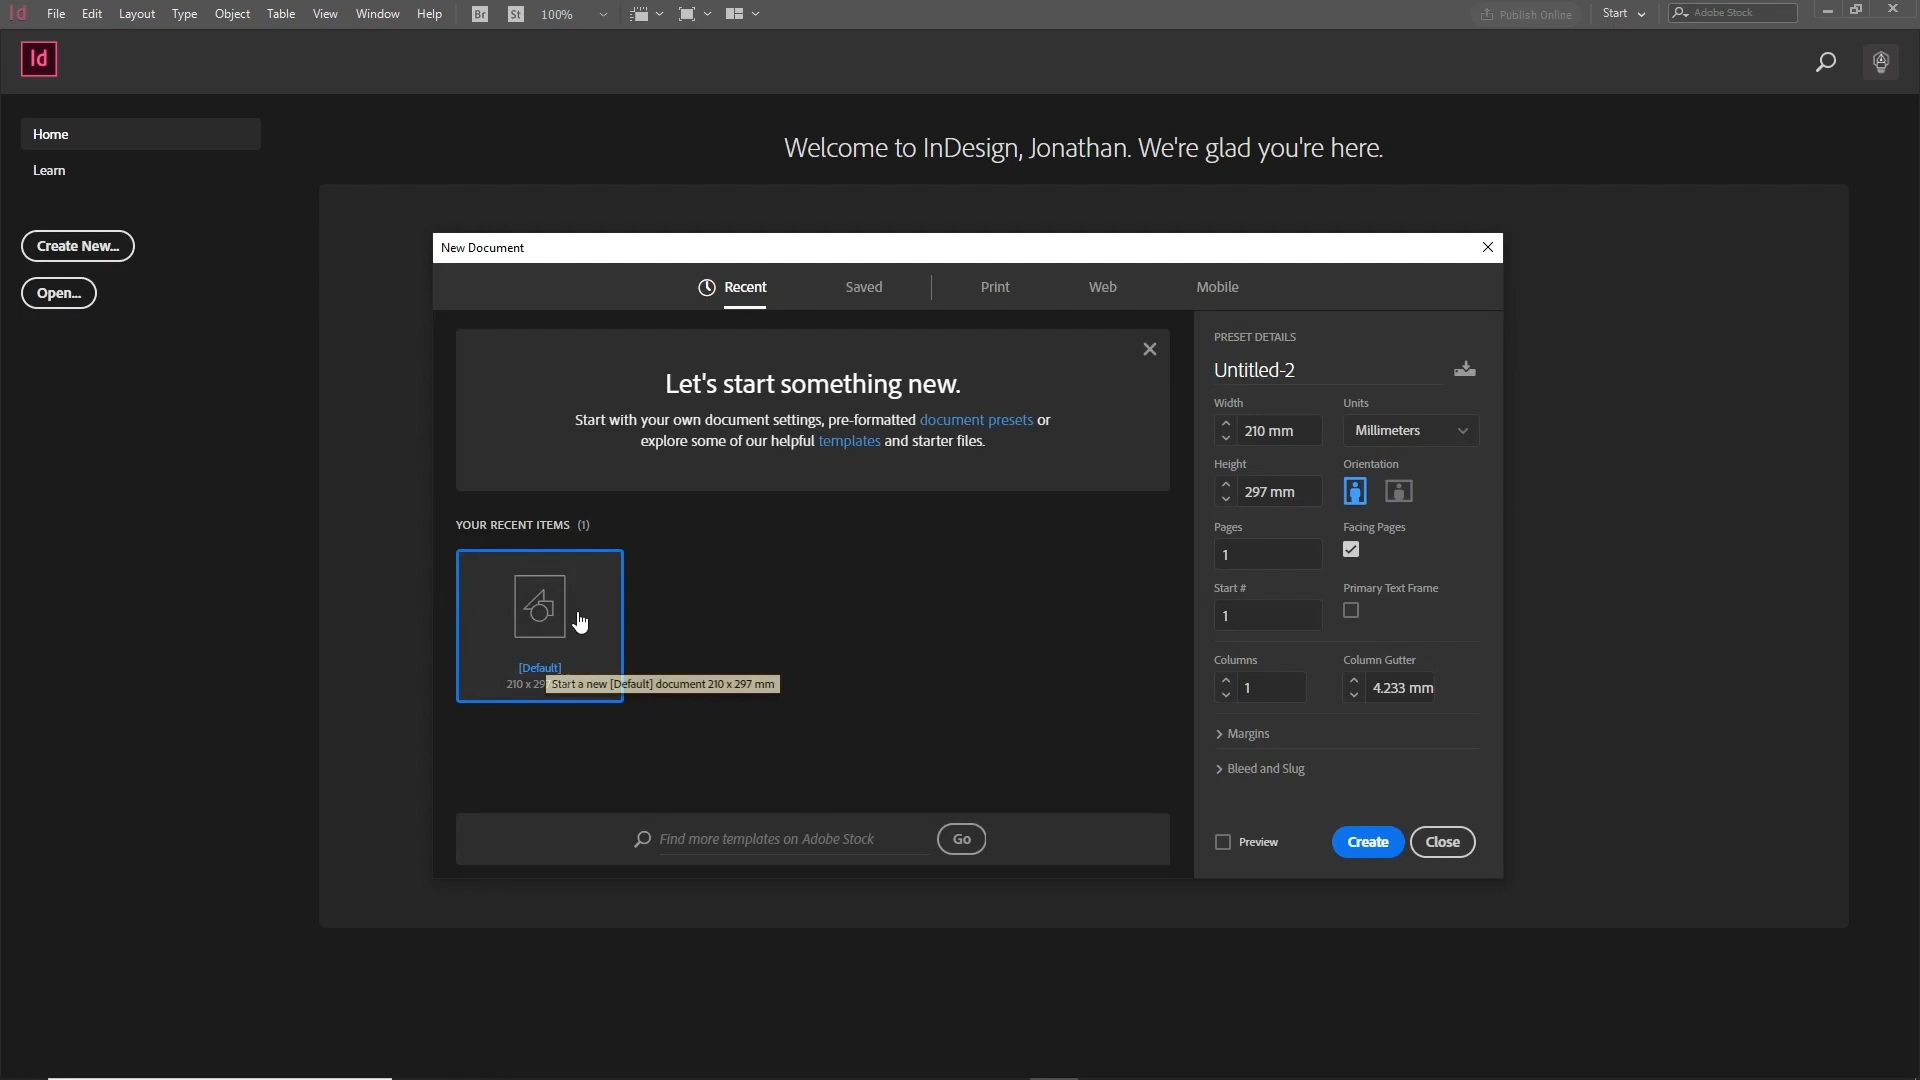 Id File Edit Layout Type Object Table View Window Help Br St 100% Publish Online Start Adobe Stock
Id
Home
Learn
Create New...
Open...
Welcome to InDesign, Jonathan. We're glad you're here.
New Document
Recent Saved Print Web Mobile
Let's start something new.
Start with your own document settings, pre-formatted document presets or
explore some of our helpful templates and starter files.
YOUR RECENT ITEMS (1)
[Default]
210 x 29
Start a new [Default] document 210 x 297 mm
Find more templates on Adobe Stock Go
PRESET DETAILS
Untitled-2
Width Units
210 mm Millimeters
Height Orientation
297 mm
Pages Facing Pages
1
Start # Primary Text Frame
1
Columns Column Gutter
1 4.233 mm
Margins
Bleed and Slug
Preview Create Close